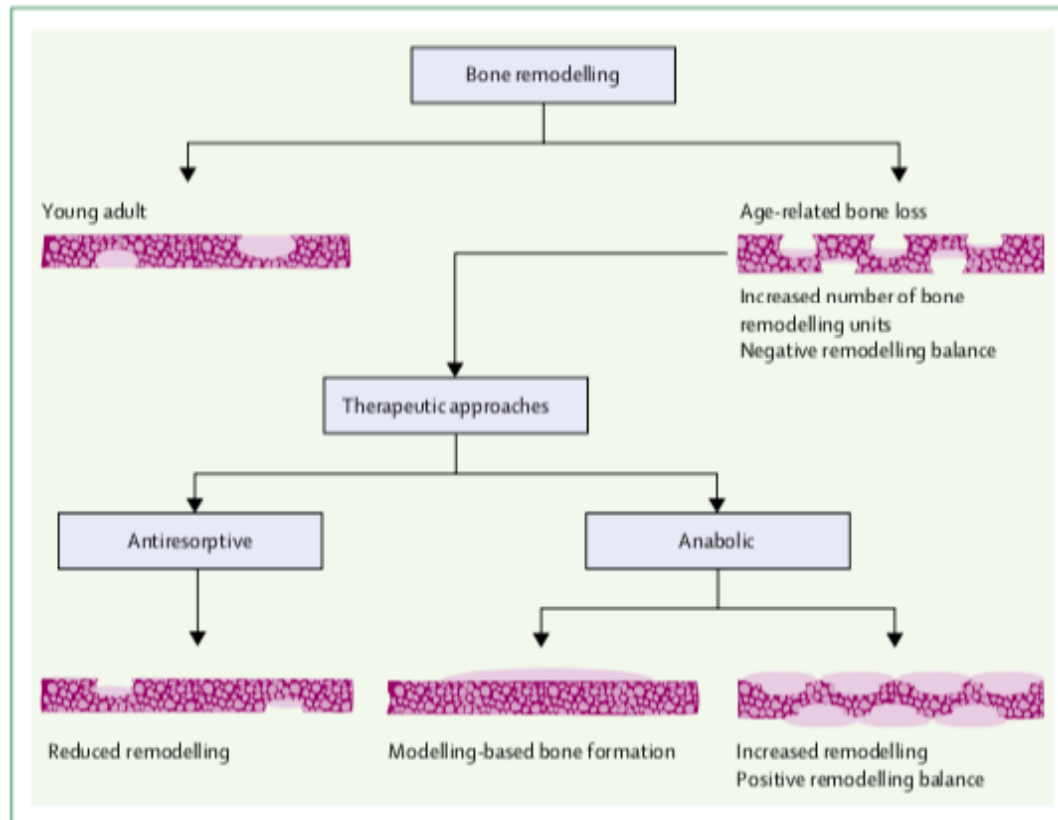 Bone remodelling
Young adult
Age-related bone loss
Increased number of bone
remodelling units
Negative remodelling balance
Therapeutic approaches
Antiresorptive
Anabolic
Reduced remodelling
Modelling-based bone formation
Increased remodelling
Positive remodelling balance